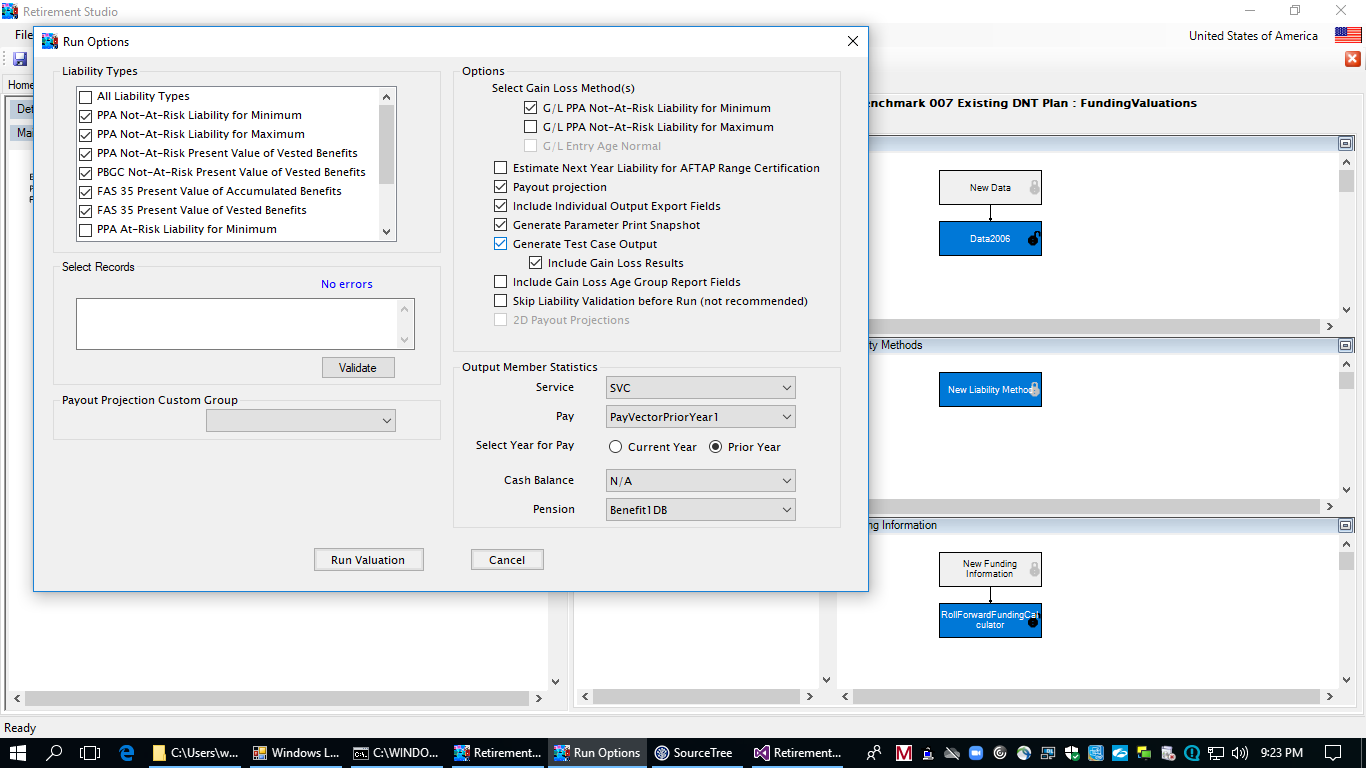 Retirement Studio
File
United States of America
Home
Run Options
Liability Types
All Liability Types
PPA Not-At-Risk Liability for Minimum
PPA Not-At-Risk Liability for Maximum
PPA Not-At-Risk Present Value of Vested Benefits
PBGC Not-At-Risk Present Value of Vested Benefits
FAS 35 Present Value of Accumulated Benefits
FAS 35 Present Value of Vested Benefits
PPA At-Risk Liability for Minimum
Select Records
No errors
Validate
Payout Projection Custom Group
Options
Select Gain Loss Method(s)
G/L PPA Not-At-Risk Liability for Minimum
G/L PPA Not-At-Risk Liability for Maximum
G/L Entry Age Normal
Estimate Next Year Liability for AFTAP Range Certification
Payout projection
Include Individual Output Export Fields
Generate Parameter Print Snapshot
Generate Test Case Output
Include Gain Loss Results
Include Gain Loss Age Group Report Fields
Skip Liability Validation before Run (not recommended)
2D Payout Projections
Output Member Statistics
Service SVC
Pay PayVectorPriorYear1
Select Year for Pay Current Year Prior Year
Cash Balance N/A
Pension Benefit1DB
Run Valuation Cancel
enchmark 007 Existing DNT Plan : FundingValuations
New Data
Data2006
ty Methods
New Liability Method
ng Information
New Funding
Information
RollForwardFundingCal
culator
Ready
C:\Users\w... Windows L... C:\WINDO... Retirement... Run Options SourceTree Retirement... 9:23 PM